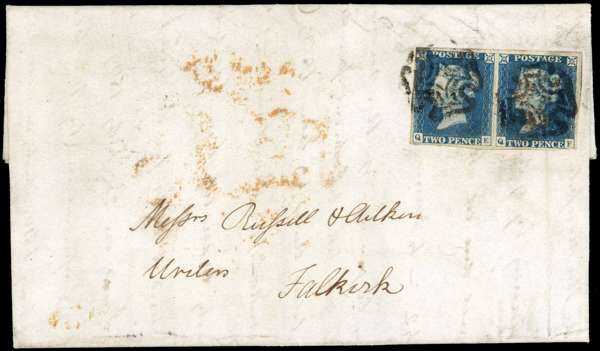 POSTAGE POSTAGE
G TWO PENCE E G TWO PENCE F
Messrs Russell & Aitken
Writers
Falkirk